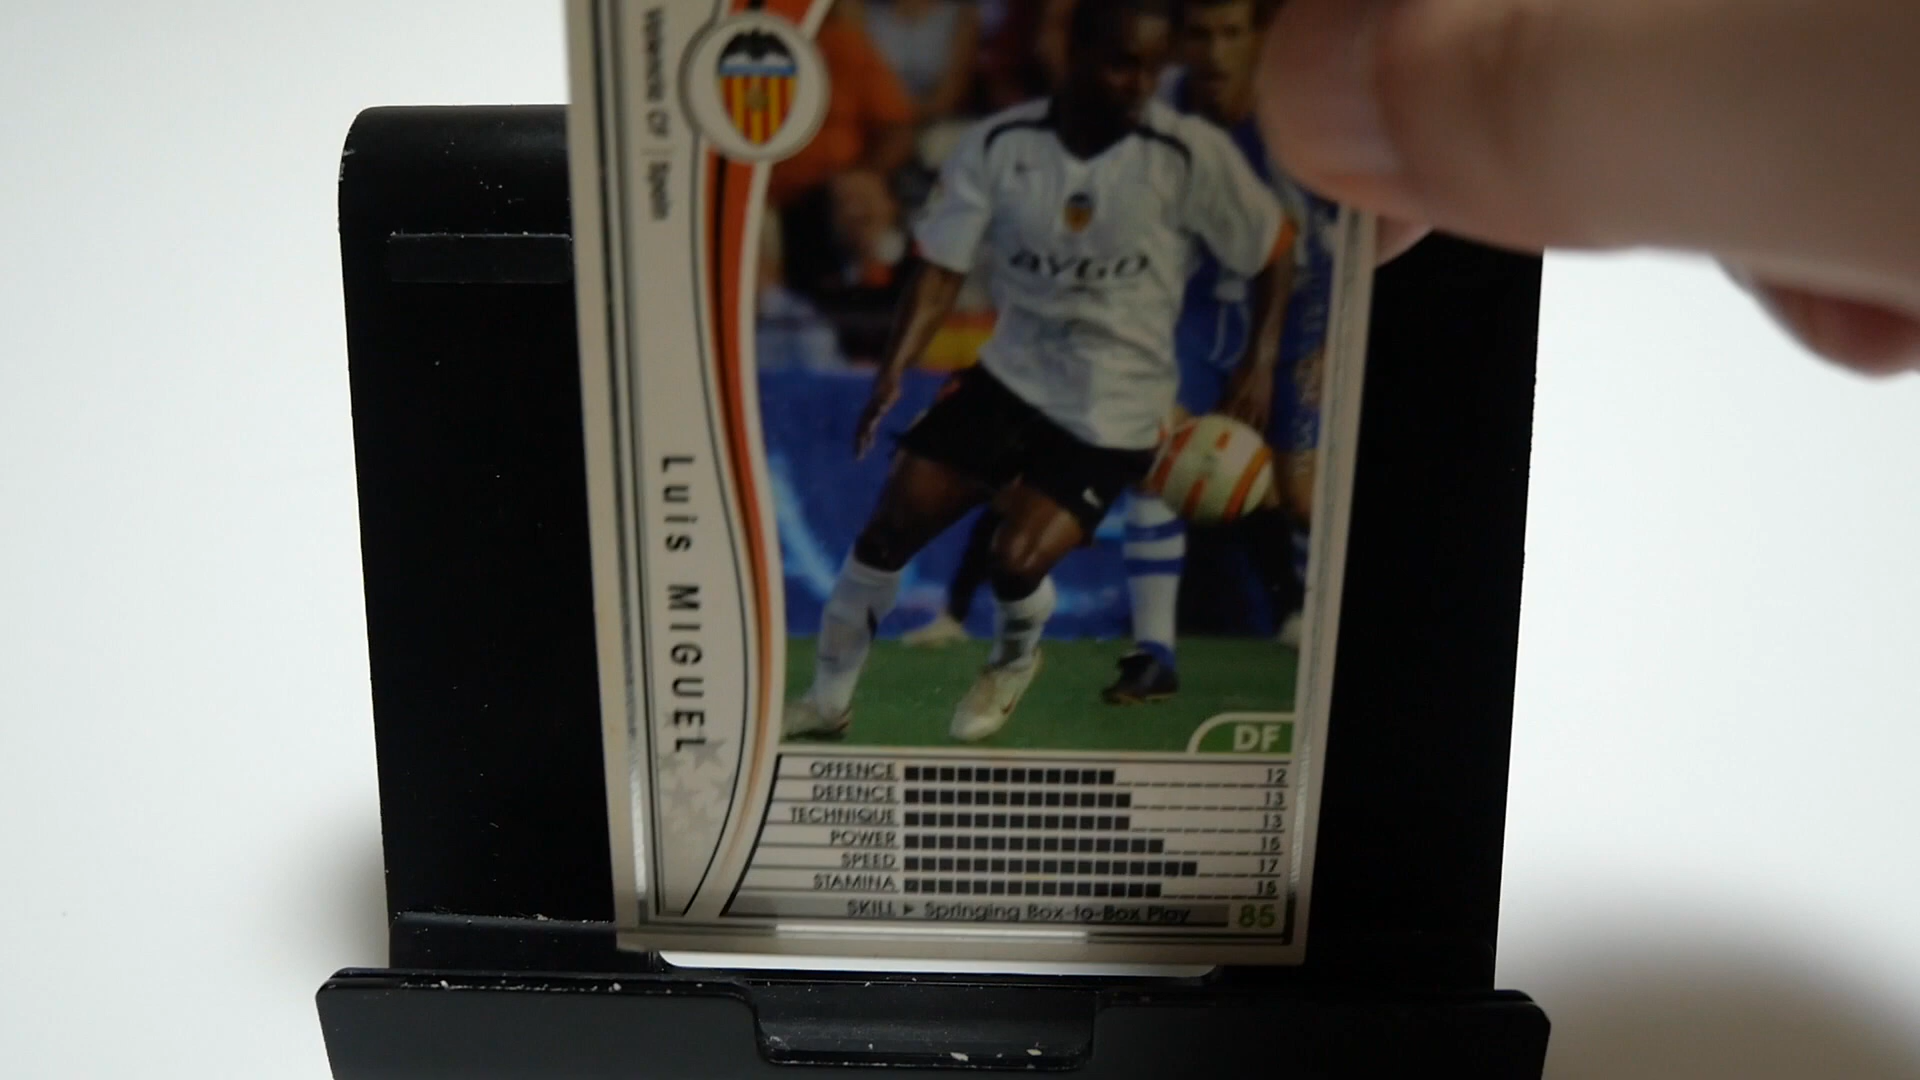 CF | Spain
Luis MIGUEL
AYGO
DF
OFFENCE 12
DEFENCE 13
TECHNIQUE 13
POWER 15
SPEED 17
STAMINA 15
SKILL ▶ Springing Box-to-Box Play 85